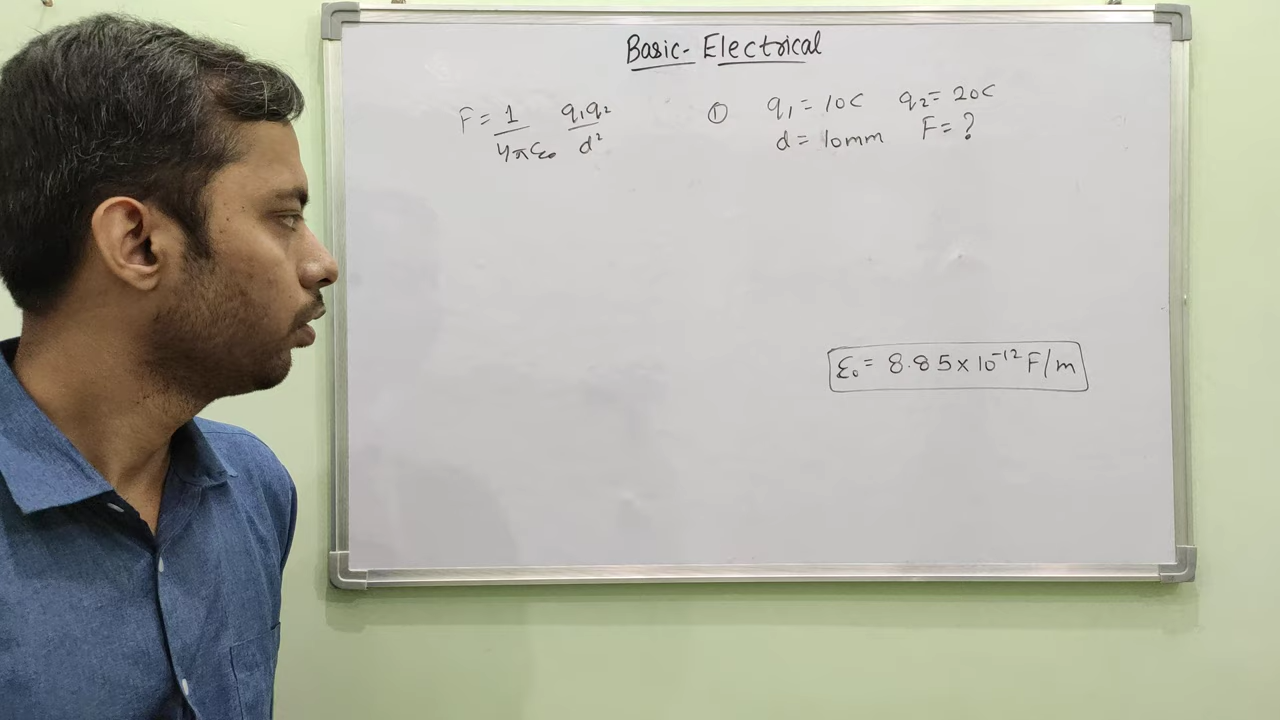 Basic- Electrical
F = 1/4πε₀ q₁q₂/d²
① q₁ = 10C q₂ = 20C
d = 10mm F = ?
ε₀ = 8.85 x 10⁻¹² F/m